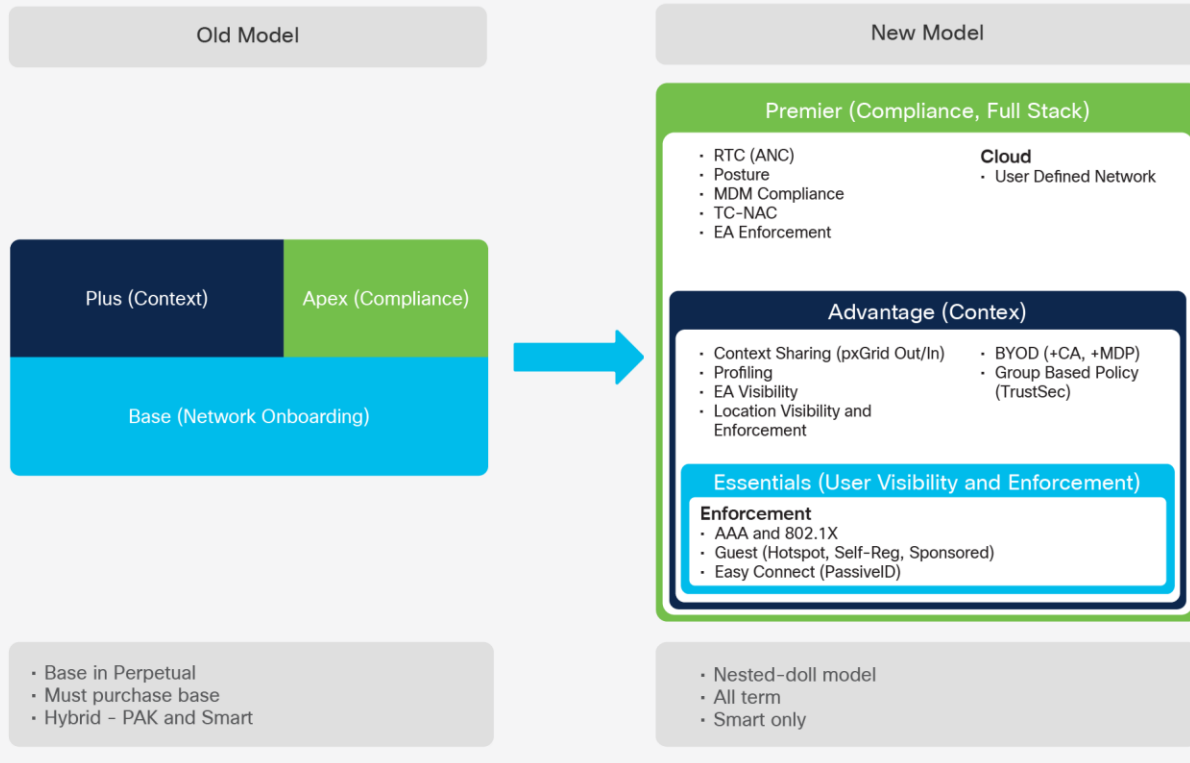 Old Model
New Model
Plus (Context)
Apex (Compliance)
Base (Network Onboarding)
Premier (Compliance, Full Stack)
· RTC (ANC)
· Posture
· MDM Compliance
· TC-NAC
· EA Enforcement
Cloud
· User Defined Network
Advantage (Contex)
· Context Sharing (pxGrid Out/In)
· Profiling
· EA Visibility
· Location Visibility and
Enforcement
· BYOD (+CA, +MDP)
· Group Based Policy
(TrustSec)
Essentials (User Visibility and Enforcement)
Enforcement
· AAA and 802.1X
· Guest (Hotspot, Self-Reg, Sponsored)
· Easy Connect (PassiveID)
· Base in Perpetual
· Must purchase base
· Hybrid - PAK and Smart
· Nested-doll model
· All term
· Smart only